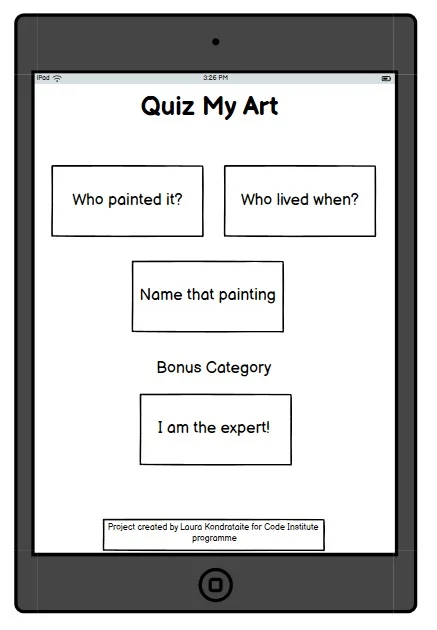 iPad 3:26 PM
Quiz My Art
Who painted it? Who lived when?
Name that painting
Bonus Category
I am the expert!
Project created by Laura Kondrataite for Code Institute
programme